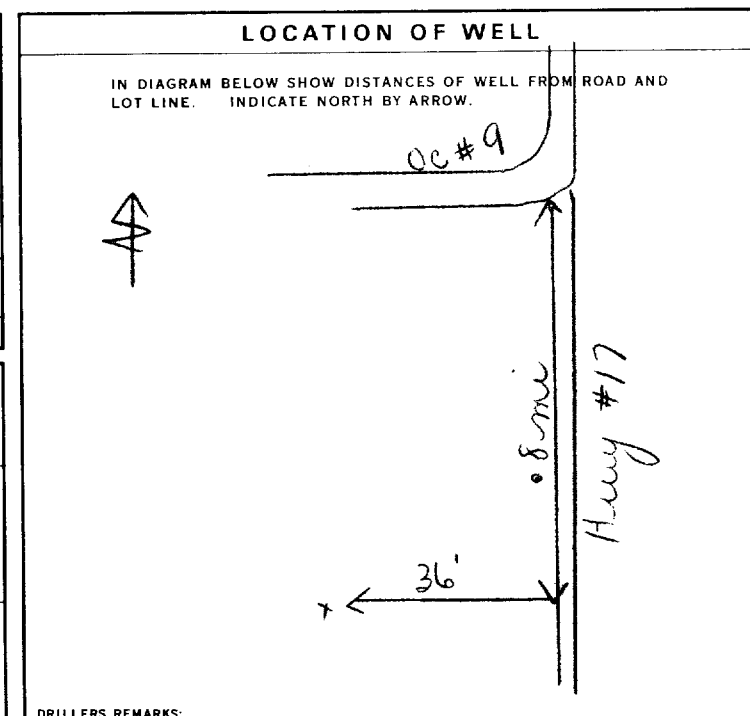 LOCATION OF WELL
IN DIAGRAM BELOW SHOW DISTANCES OF WELL FROM ROAD AND
LOT LINE. INDICATE NORTH BY ARROW.
OC # 9
N
.8 mi
Hwy #17
36'
x
DRILLERS REMARKS: